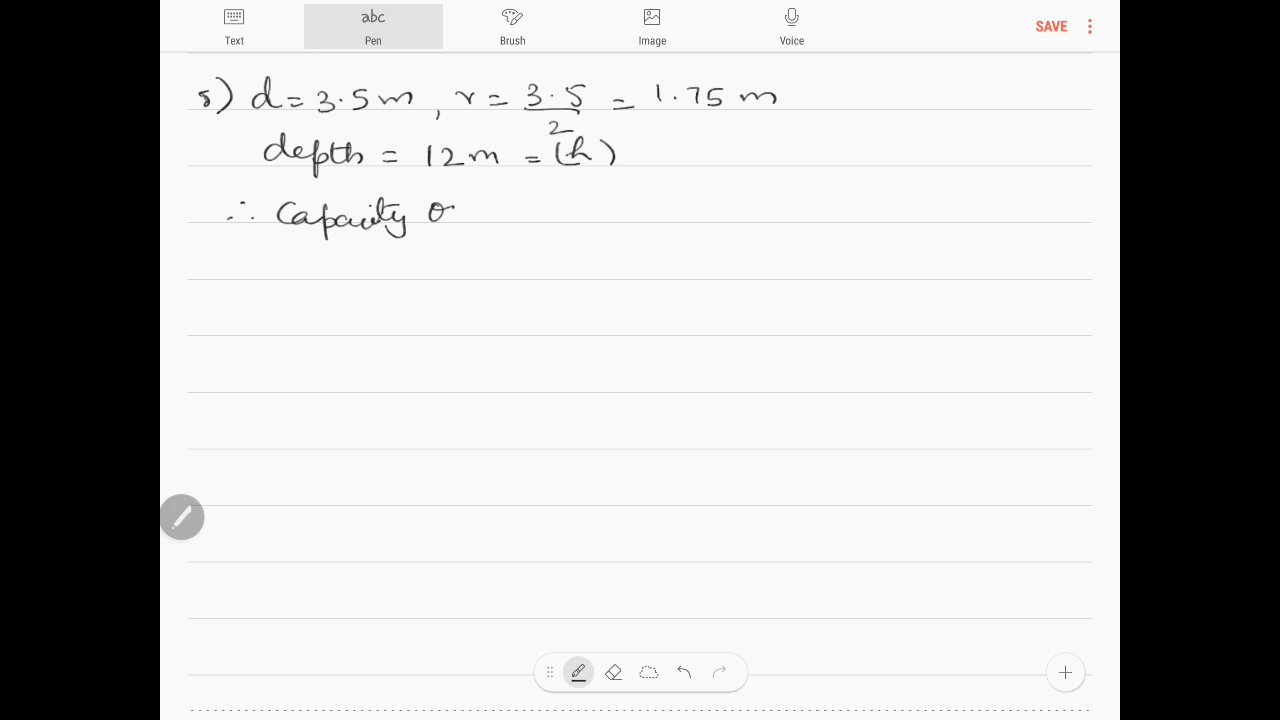 Text Pen Brush Image Voice SAVE
abc
8) d = 3.5 m, r = 3.5/2 = 1.75 m
depth = 12 m = (h)
∴ Capacity o